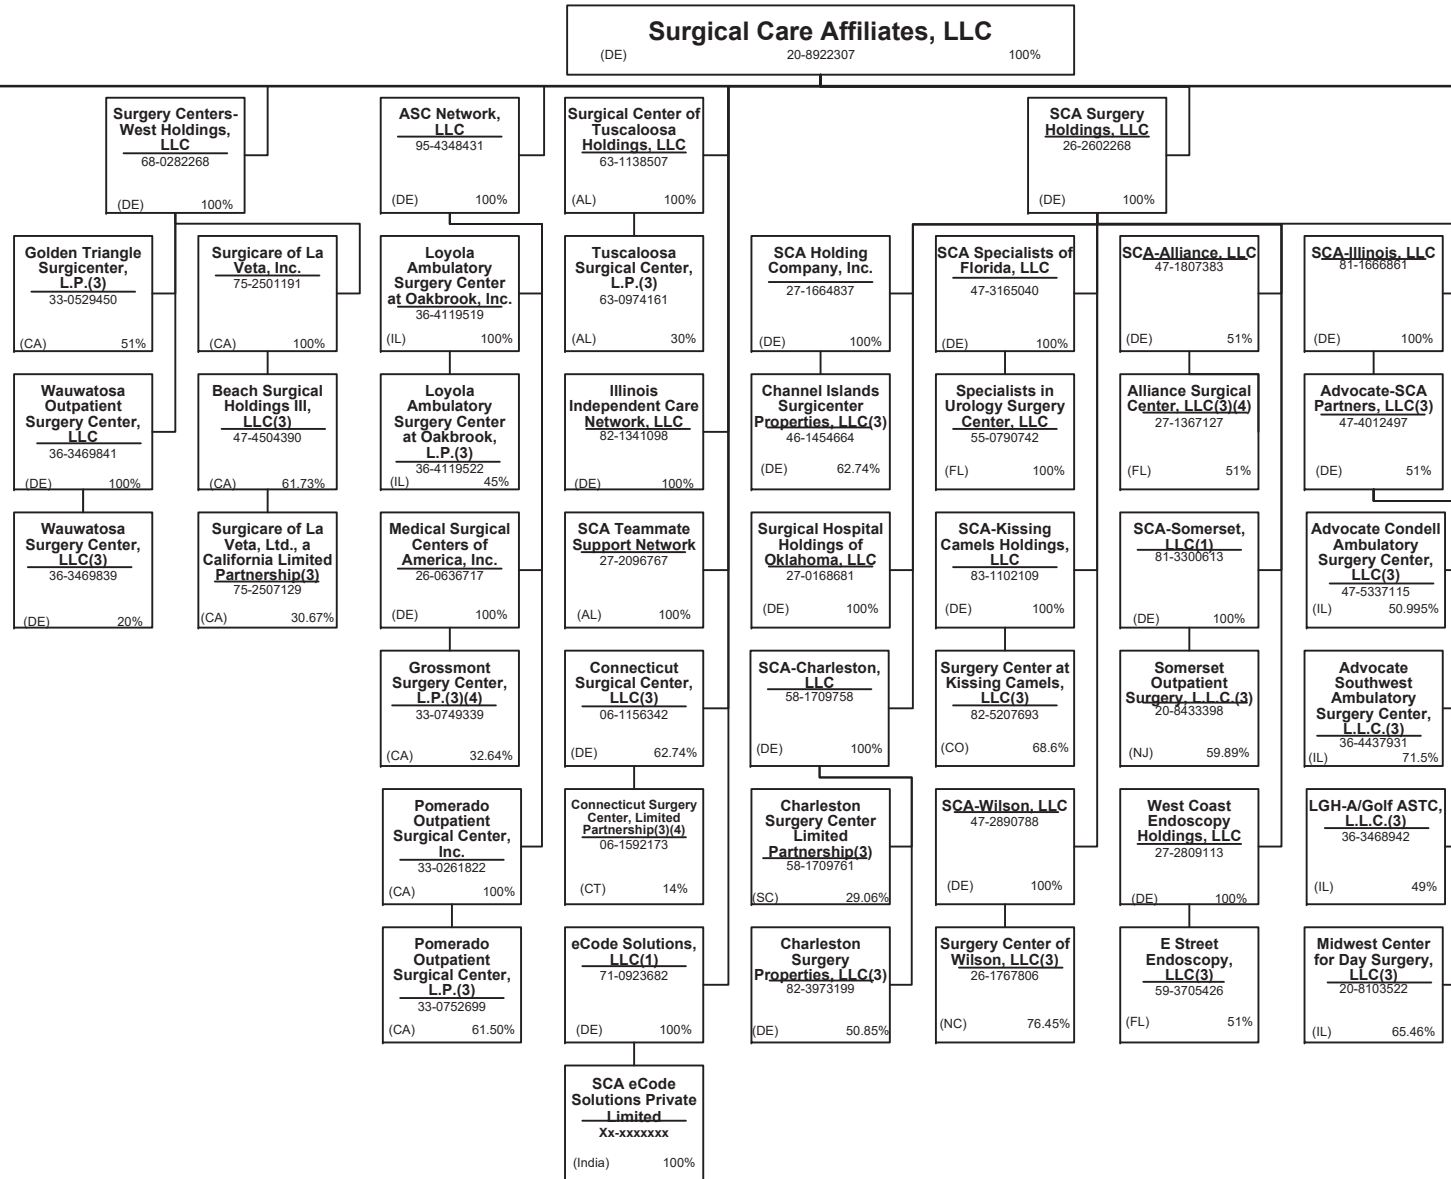 Surgical Care Affiliates, LLC
(DE) 20-8922307 100%
Surgery Centers-
West Holdings,
LLC
68-0282268
(DE) 100%
ASC Network,
LLC
95-4348431
(DE) 100%
Surgical Center of
Tuscaloosa
Holdings, LLC
63-1138507
(AL) 100%
SCA Surgery
Holdings, LLC
26-2602268
(DE) 100%
Golden Triangle
Surgicenter,
L.P.(3)
33-0529450
(CA) 51%
Surgicare of La
Veta, Inc.
75-2501191
(CA) 100%
Loyola
Ambulatory
Surgery Center
at Oakbrook, Inc.
36-4119519
(IL) 100%
Tuscaloosa
Surgical Center,
L.P.(3)
63-0974161
(AL) 30%
SCA Holding
Company, Inc.
27-1664837
(DE) 100%
SCA Specialists of
Florida, LLC
47-3165040
(DE) 100%
SCA-Alliance, LLC
47-1807383
(DE) 51%
SCA-Illinois, LLC
81-1666861
(DE) 100%
Wauwatosa
Outpatient
Surgery Center,
LLC
36-3469841
(DE) 100%
Beach Surgical
Holdings III,
LLC(3)
47-4504390
(CA) 61.73%
Loyola
Ambulatory
Surgery Center
at Oakbrook,
L.P.(3)
36-4119522
(IL) 45%
Illinois
Independent Care
Network, LLC
82-1341098
(DE) 100%
Channel Islands
Surgicenter
Properties, LLC(3)
46-1454664
(DE) 62.74%
Specialists in
Urology Surgery
Center, LLC
55-0790742
(FL) 100%
Alliance Surgical
Center, LLC(3)(4)
27-1367127
(FL) 51%
Advocate-SCA
Partners, LLC(3)
47-4012497
(DE) 51%
Wauwatosa
Surgery Center,
LLC(3)
36-3469839
(DE) 20%
Surgicare of La
Veta, Ltd., a
California Limited
Partnership(3)
75-2507129
(CA) 30.67%
Medical Surgical
Centers of
America, Inc.
26-0636717
(DE) 100%
SCA Teammate
Support Network
27-2096767
(AL) 100%
Surgical Hospital
Holdings of
Oklahoma, LLC
27-0168681
(DE) 100%
SCA-Kissing
Camels Holdings,
LLC
83-1102109
(DE) 100%
SCA-Somerset,
LLC(1)
81-3300613
(DE) 100%
Advocate Condell
Ambulatory
Surgery Center,
LLC(3)
47-5337115
(IL) 50.995%
Grossmont
Surgery Center,
L.P.(3)(4)
33-0749339
(CA) 32.64%
Connecticut
Surgical Center,
LLC(3)
06-1156342
(DE) 62.74%
SCA-Charleston,
LLC
58-1709758
(DE) 100%
Surgery Center at
Kissing Camels,
LLC(3)
82-5207693
(CO) 68.6%
Somerset
Outpatient
Surgery, L.L.C.(3)
20-8433398
(NJ) 59.89%
Advocate
Southwest
Ambulatory
Surgery Center,
L.L.C.(3)
36-4437931
(IL) 71.5%
Pomerado
Outpatient
Surgical Center,
Inc.
33-0261822
(CA) 100%
Connecticut Surgery
Center, Limited
Partnership(3)(4)
06-1592173
(CT) 14%
Charleston
Surgery Center
Limited
Partnership(3)
58-1709761
(SC) 29.06%
SCA-Wilson, LLC
47-2890788
(DE) 100%
West Coast
Endoscopy
Holdings, LLC
27-2809113
(DE) 100%
LGH-A/Golf ASTC,
L.L.C.(3)
36-3468942
(IL) 49%
Pomerado
Outpatient
Surgical Center,
L.P.(3)
33-0752699
(CA) 61.50%
eCode Solutions,
LLC(1)
71-0923682
(DE) 100%
Charleston
Surgery
Properties, LLC(3)
82-3973199
(DE) 50.85%
Surgery Center of
Wilson, LLC(3)
26-1767806
(NC) 76.45%
E Street
Endoscopy,
LLC(3)
59-3705426
(FL) 51%
Midwest Center
for Day Surgery,
LLC(3)
20-8103522
(IL) 65.46%
SCA eCode
Solutions Private
Limited
Xx-xxxxxxx
(India) 100%